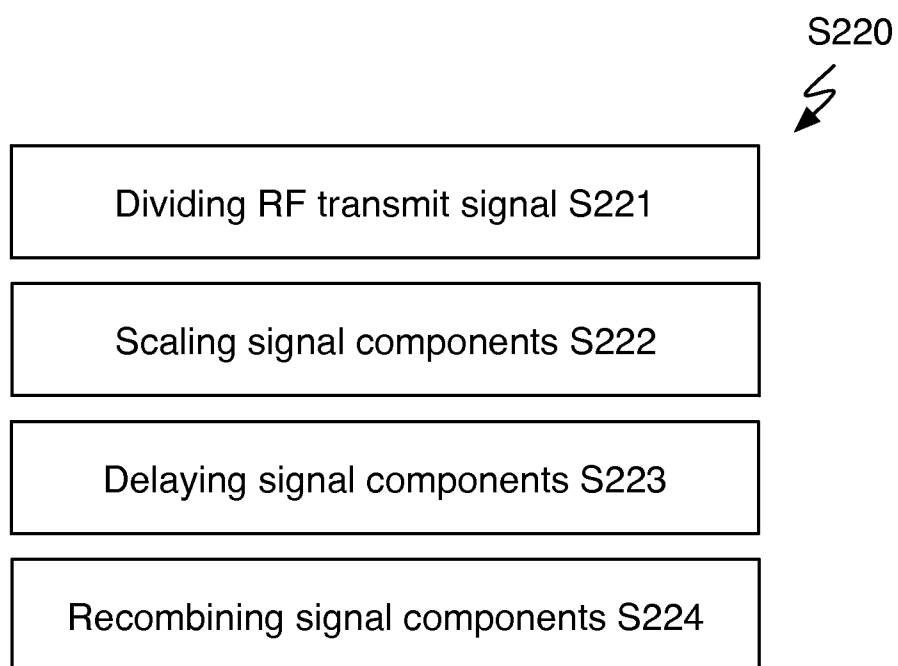 S220
Dividing RF transmit signal S221
Scaling signal components S222
Delaying signal components S223
Recombining signal components S224